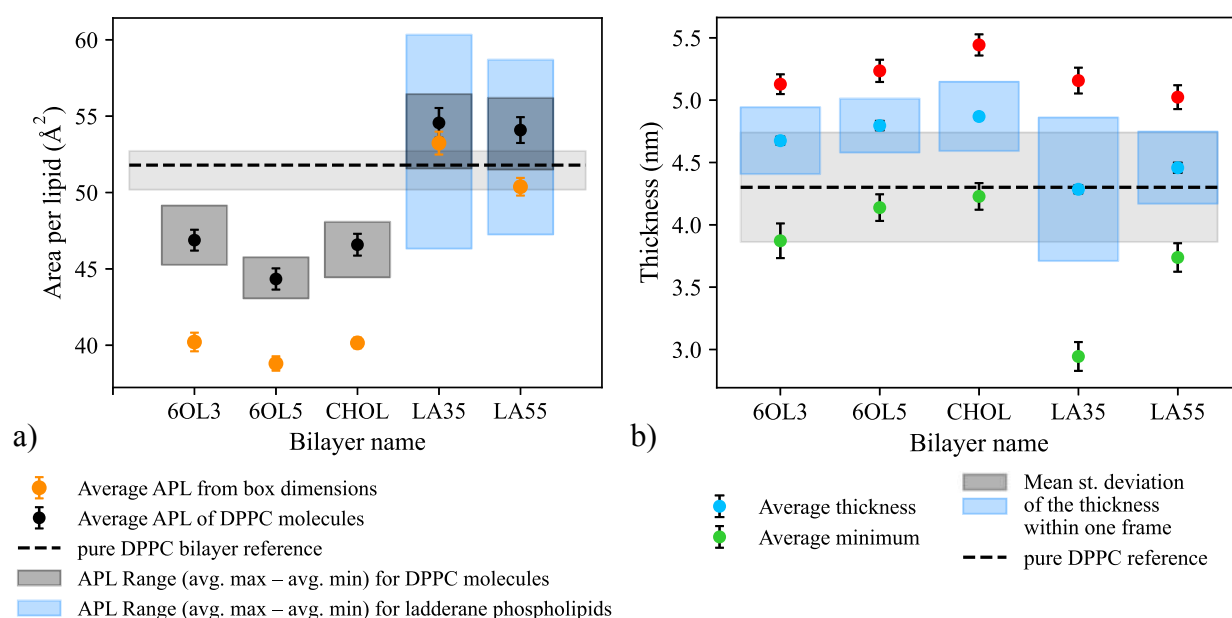 60
55
50
45
40
Area per lipid (Å²)
6OL3 6OL5 CHOL LA35 LA55
Bilayer name
a)
Average APL from box dimensions
Average APL of DPPC molecules
pure DPPC bilayer reference
APL Range (avg. max – avg. min) for DPPC molecules
APL Range (avg. max – avg. min) for ladderane phospholipids
5.5
5.0
4.5
4.0
3.5
3.0
Thickness (nm)
6OL3 6OL5 CHOL LA35 LA55
Bilayer name
b)
Average thickness
Average minimum
Mean st. deviation
of the thickness
within one frame
pure DPPC reference